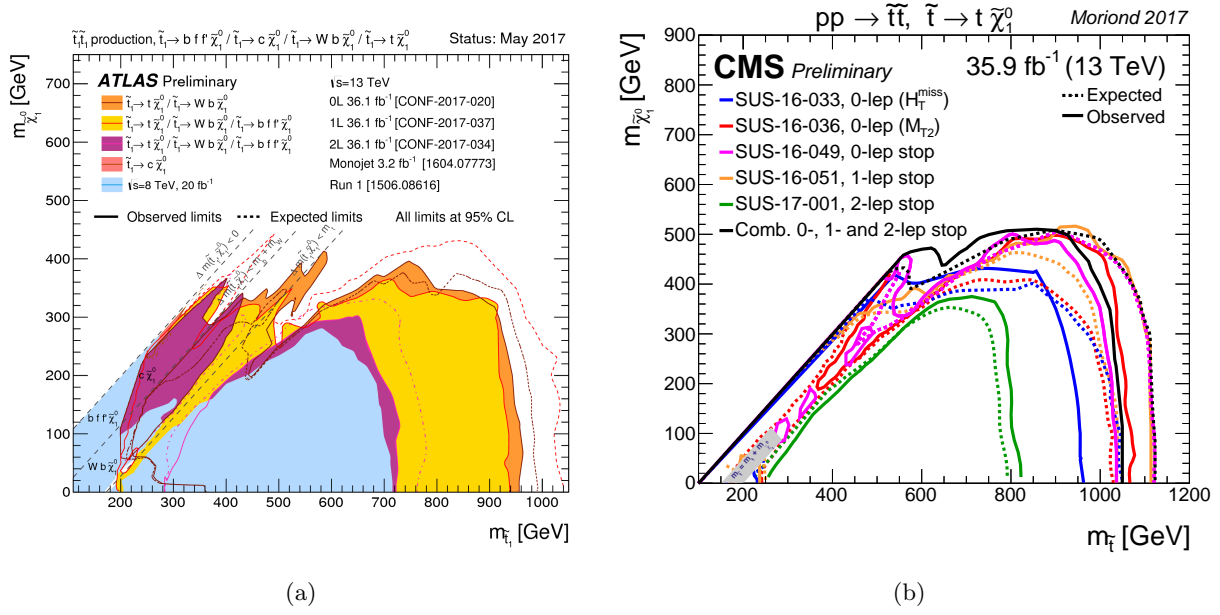 t̃₁t̃₁ production, t̃₁→ b f f' χ̃₁⁰ / t̃₁→ c χ̃₁⁰ / t̃₁→ W b χ̃₁⁰ / t̃₁→ t χ̃₁⁰
Status: May 2017
m_χ̃₁⁰ [GeV]
700
600
500
400
300
200
100
0
ATLAS Preliminary
√s=13 TeV
t̃₁→ t χ̃₁⁰ / t̃₁→ W b χ̃₁⁰
0L 36.1 fb⁻¹ [CONF-2017-020]
t̃₁→ t χ̃₁⁰ / t̃₁→ W b χ̃₁⁰ / t̃₁→ b f f' χ̃₁⁰
1L 36.1 fb⁻¹ [CONF-2017-037]
t̃₁→ t χ̃₁⁰ / t̃₁→ W b χ̃₁⁰ / t̃₁→ b f f' χ̃₁⁰
2L 36.1 fb⁻¹ [CONF-2017-034]
t̃₁→ c χ̃₁⁰
Monojet 3.2 fb⁻¹ [1604.07773]
√s=8 TeV, 20 fb⁻¹
Run 1 [1506.08616]
Observed limits
Expected limits
All limits at 95% CL
c χ̃₁⁰
b f f' χ̃₁⁰
W b χ̃₁⁰
200 300 400 500 600 700 800 900 1000
m_t̃₁ [GeV]
(a)
pp → t̃t̃, t̃ → t χ̃₁⁰
Moriond 2017
m_χ̃₁⁰ [GeV]
900
800
700
600
500
400
300
200
100
0
CMS Preliminary
35.9 fb⁻¹ (13 TeV)
SUS-16-033, 0-lep (H_T^miss)
SUS-16-036, 0-lep (M_T2)
SUS-16-049, 0-lep stop
SUS-16-051, 1-lep stop
SUS-17-001, 2-lep stop
Comb. 0-, 1- and 2-lep stop
Expected
Observed
200 400 600 800 1000 1200
m_t̃ [GeV]
(b)